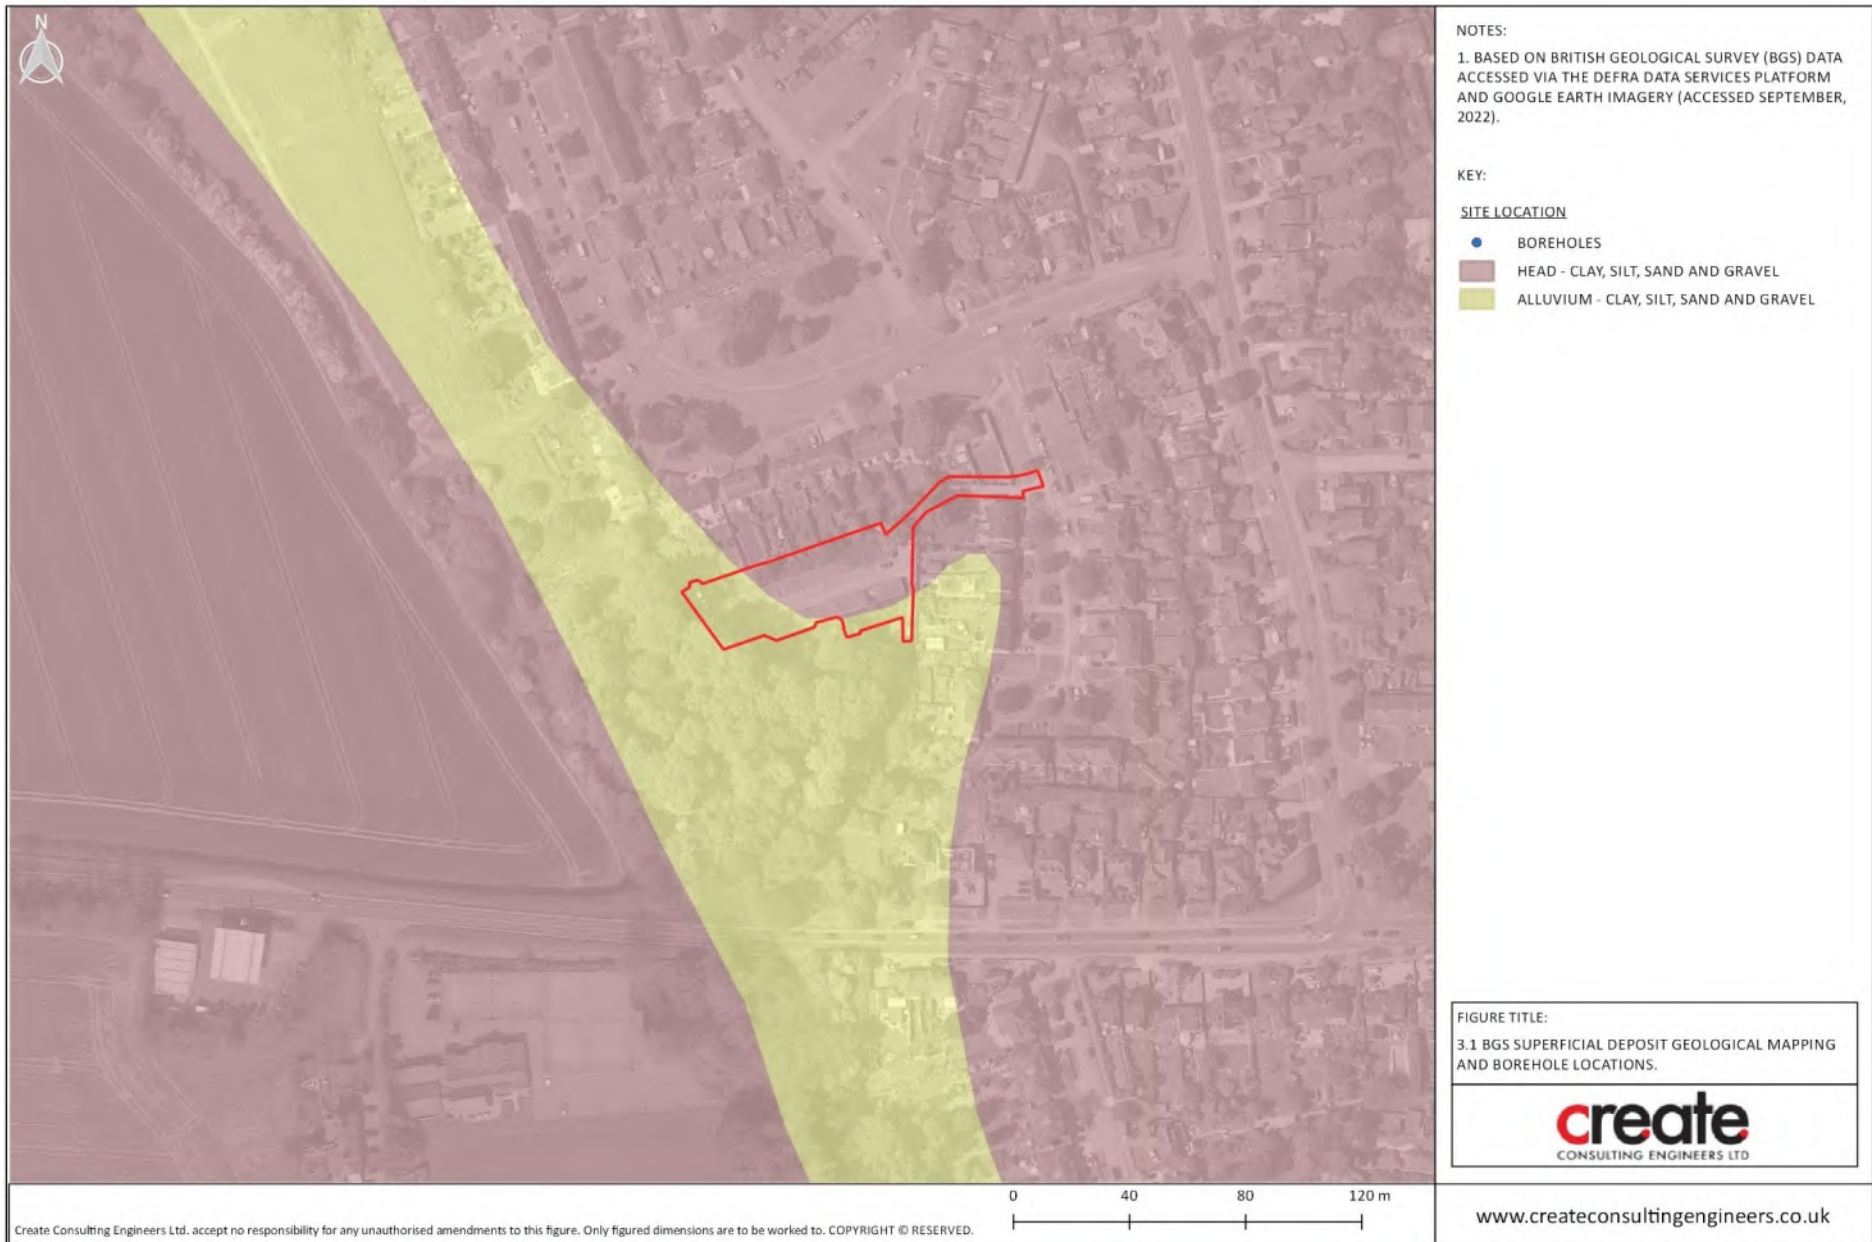 N
NOTES:
1. BASED ON BRITISH GEOLOGICAL SURVEY (BGS) DATA
ACCESSED VIA THE DEFRA DATA SERVICES PLATFORM
AND GOOGLE EARTH IMAGERY (ACCESSED SEPTEMBER,
2022).
KEY:
SITE LOCATION
BOREHOLES
HEAD - CLAY, SILT, SAND AND GRAVEL
ALLUVIUM - CLAY, SILT, SAND AND GRAVEL
FIGURE TITLE:
3.1 BGS SUPERFICIAL DEPOSIT GEOLOGICAL MAPPING
AND BOREHOLE LOCATIONS.
create
CONSULTING ENGINEERS LTD
0 40 80 120 m
Create Consulting Engineers Ltd. accept no responsibility for any unauthorised amendments to this figure. Only figured dimensions are to be worked to. COPYRIGHT © RESERVED.
www.createconsultingengineers.co.uk